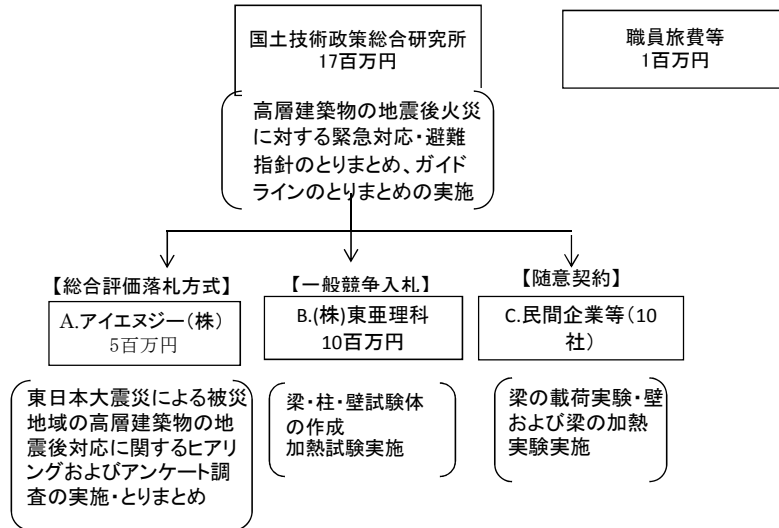 国土技術政策総合研究所
17百万円
職員旅費等
1百万円
高層建築物の地震後火災
に対する緊急対応・避難
指針のとりまとめ、ガイド
ラインのとりまとめの実施
【総合評価落札方式】
【一般競争入札】
【随意契約】
A.アイエヌジー(株)
5百万円
B.(株)東亜理科
10百万円
C.民間企業等(10
社)
東日本大震災による被災
地域の高層建築物の地
震後対応に関するヒアリ
ングおよびアンケート調
査の実施・とりまとめ
梁・柱・壁試験体
の作成
加熱試験実施
梁の載荷実験・壁
および梁の加熱
実験実施